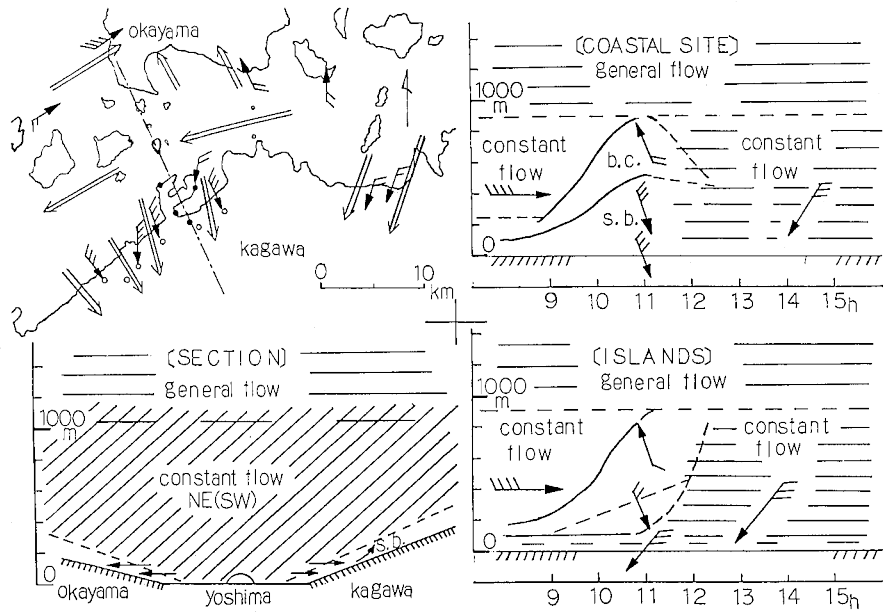 okayama
kagawa
0 10
km
[COASTAL SITE]
general flow
1000
m
constant
flow
constant
flow
b.c.
s.b.
0
9 10 11 12 13 14 15h
[SECTION]
general flow
1000
m
constant flow
NE(SW)
s.b.
0
okayama yoshima kagawa
[ISLANDS]
general flow
1000
m
constant
flow
constant
flow
0
9 10 11 12 13 14 15h